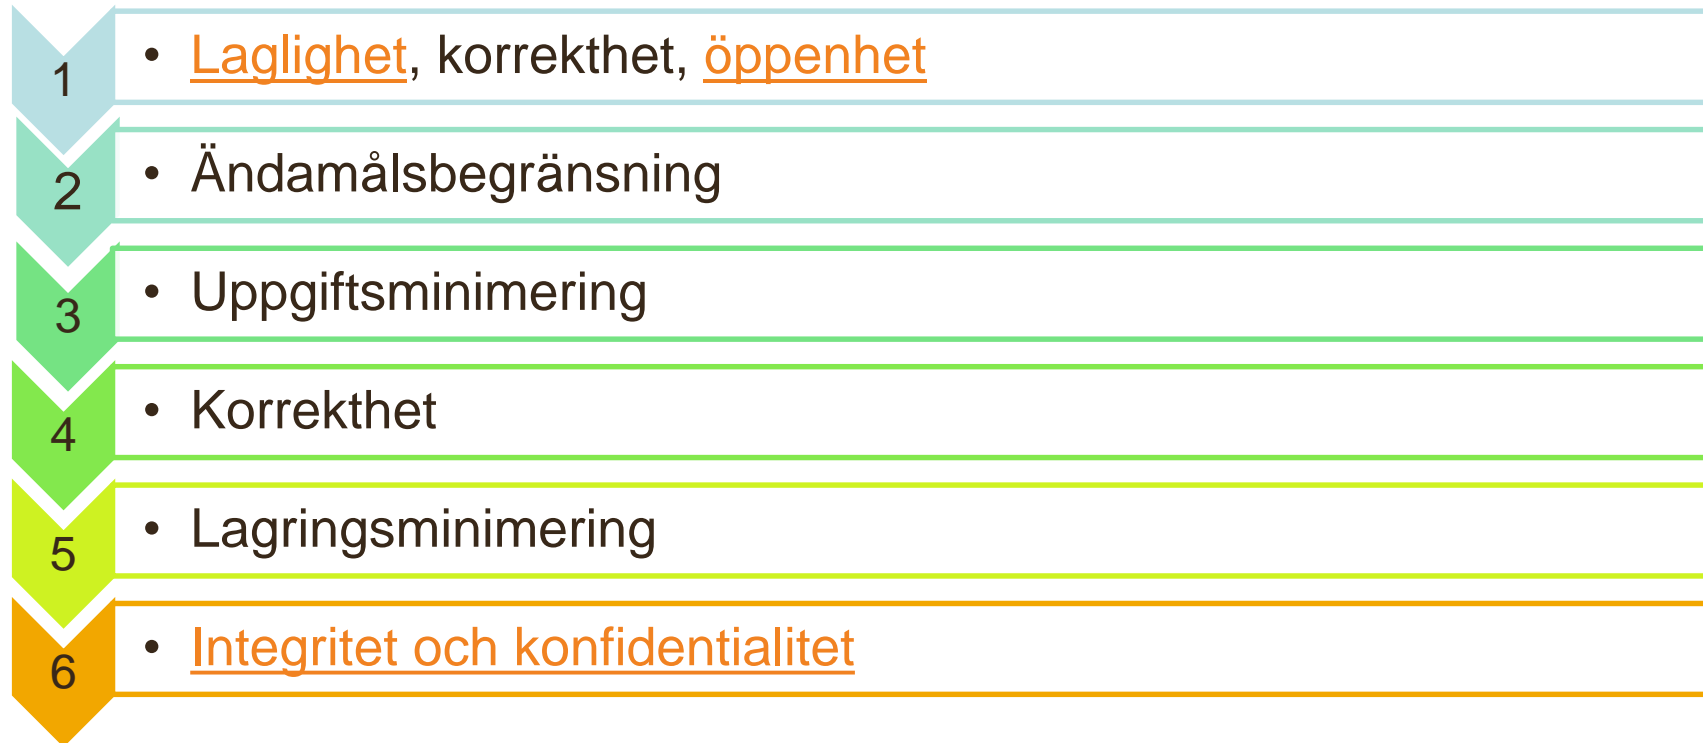 1 • Laglighet, korrekthet, öppenhet
2 • Ändamålsbegränsning
3 • Uppgiftsminimering
4 • Korrekthet
5 • Lagringsminimering
6 • Integritet och konfidentialitet